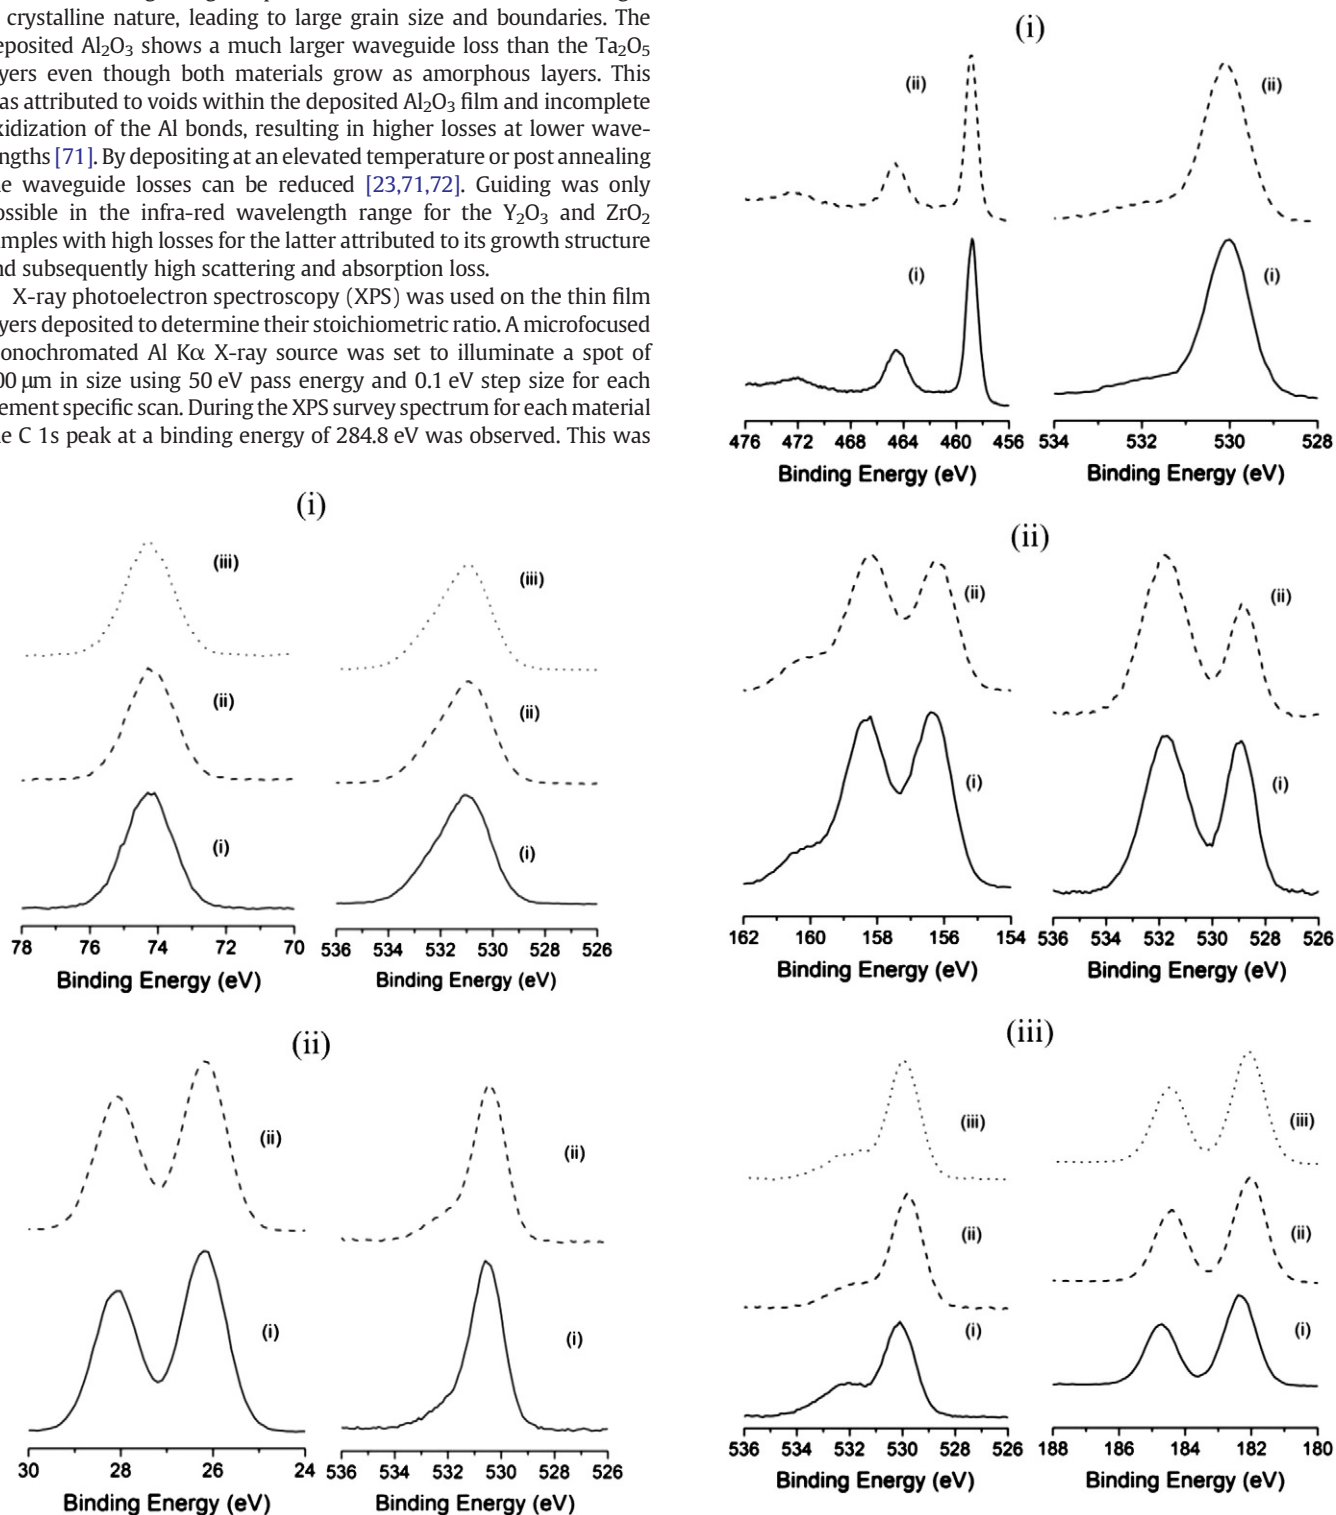 crystalline nature, leading to large grain size and boundaries. The
eposited Al₂O₃ shows a much larger waveguide loss than the Ta₂O₅
yers even though both materials grow as amorphous layers. This
as attributed to voids within the deposited Al₂O₃ film and incomplete
xidization of the Al bonds, resulting in higher losses at lower wave-
ngths [71]. By depositing at an elevated temperature or post annealing
e waveguide losses can be reduced [23,71,72]. Guiding was only
ossible in the infra-red wavelength range for the Y₂O₃ and ZrO₂
mples with high losses for the latter attributed to its growth structure
nd subsequently high scattering and absorption loss.
X-ray photoelectron spectroscopy (XPS) was used on the thin film
yers deposited to determine their stoichiometric ratio. A microfocused
onochromated Al Kα X-ray source was set to illuminate a spot of
00 μm in size using 50 eV pass energy and 0.1 eV step size for each
ement specific scan. During the XPS survey spectrum for each material
e C 1s peak at a binding energy of 284.8 eV was observed. This was
(i)
(iii) (iii)
(ii) (ii)
(i) (i)
78 76 74 72 70 536 534 532 530 528 526
Binding Energy (eV) Binding Energy (eV)
(ii)
(ii) (ii)
(i) (i)
30 28 26 24 536 534 532 530 528 526
Binding Energy (eV) Binding Energy (eV)
(i)
(ii) (ii)
(i) (i)
476 472 468 464 460 456 534 532 530 528
Binding Energy (eV) Binding Energy (eV)
(ii)
(ii) (ii)
(i) (i)
162 160 158 156 154 536 534 532 530 528 526
Binding Energy (eV) Binding Energy (eV)
(iii)
(iii) (iii)
(ii) (ii)
(i) (i)
536 534 532 530 528 526 188 186 184 182 180
Binding Energy (eV) Binding Energy (eV)